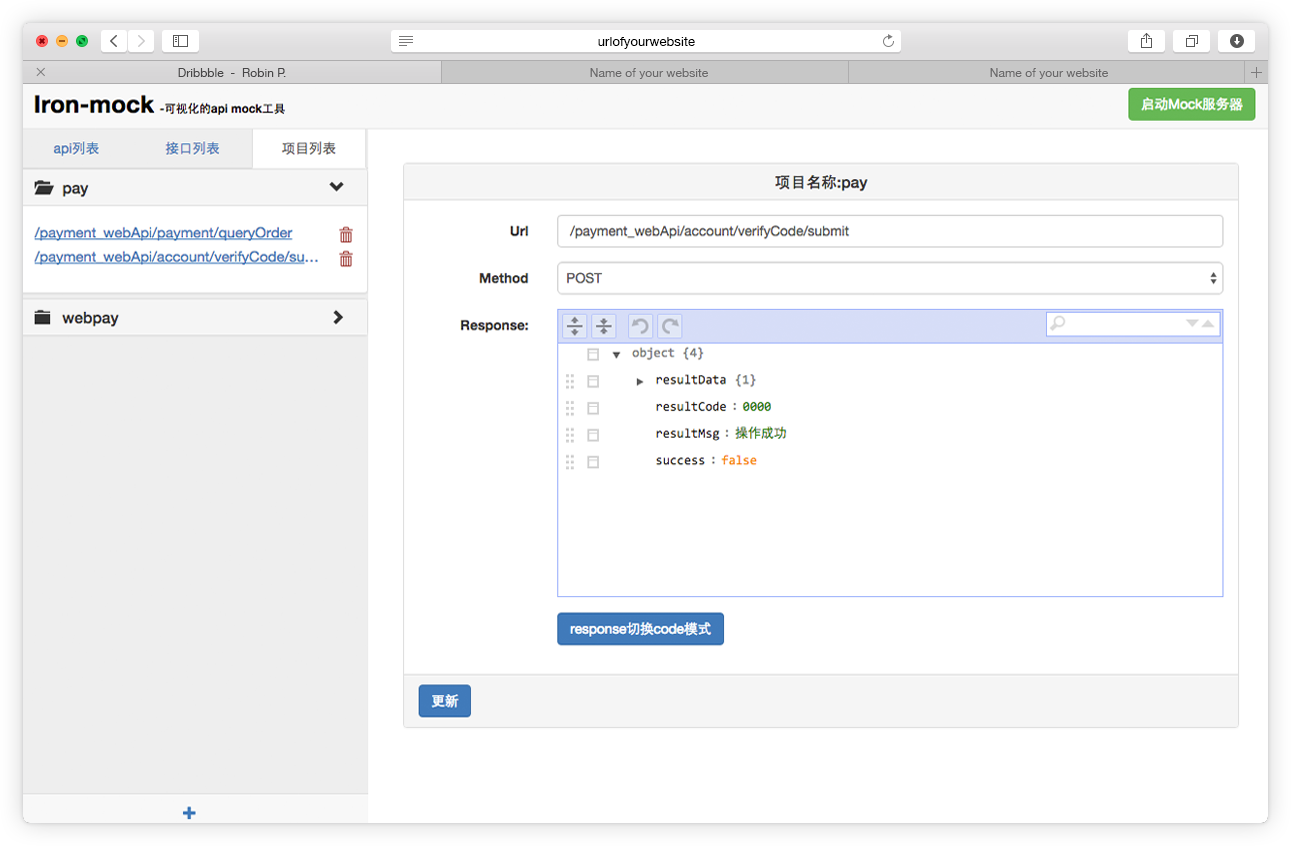 urlofyourwebsite
Dribbble - Robin P.
Name of your website
Name of your website
Iron-mock -可视化的api mock工具
启动Mock服务器
api列表
接口列表
项目列表
pay
/payment_webApi/payment/queryOrder
/payment_webApi/account/verifyCode/su...
webpay
项目名称:pay
Url
/payment_webApi/account/verifyCode/submit
Method
POST
Response:
object {4}
resultData {1}
resultCode : 0000
resultMsg : 操作成功
success : false
response切换code模式
更新